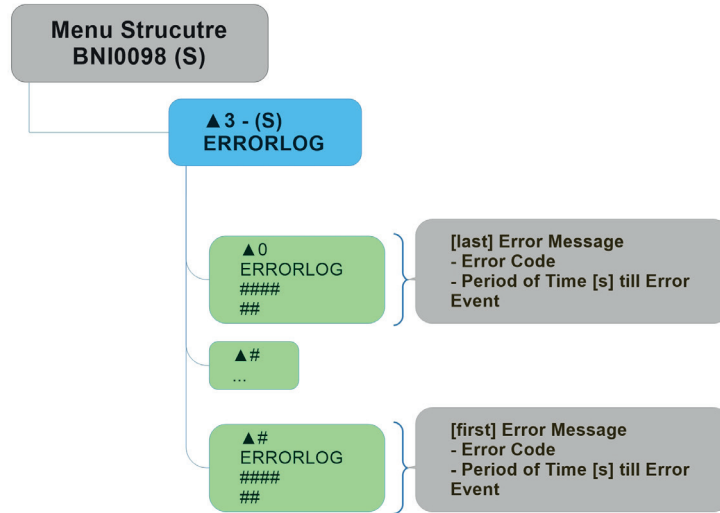 Menu Strucutre
BNI0098 (S)
▲3 - (S)
ERRORLOG
▲0
ERRORLOG
####
##
[last] Error Message
- Error Code
- Period of Time [s] till Error
Event
▲#
...
▲#
ERRORLOG
####
##
[first] Error Message
- Error Code
- Period of Time [s] till Error
Event